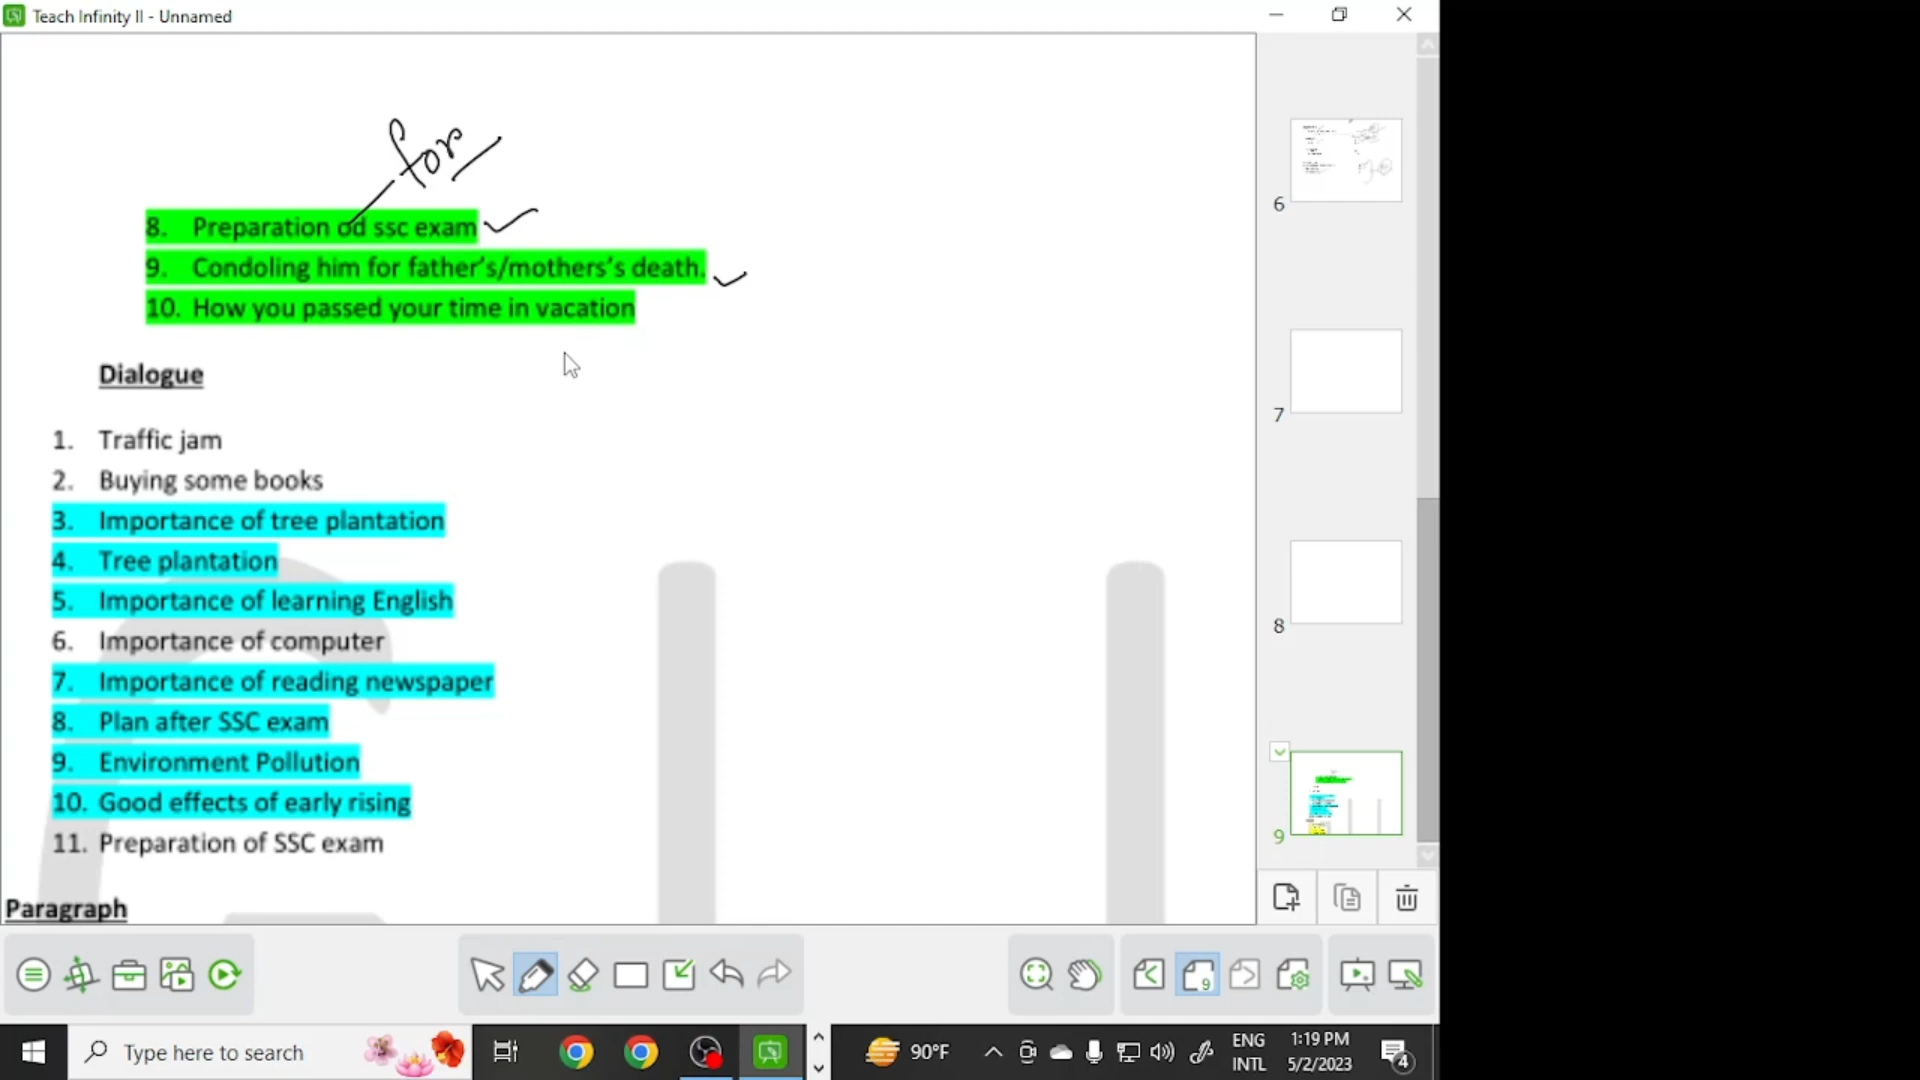 Teach Infinity II - Unnamed
for
8. Preparation od ssc exam
9. Condoling him for father's/mothers's death.
10. How you passed your time in vacation
Dialogue
1. Traffic jam
2. Buying some books
3. Importance of tree plantation
4. Tree plantation
5. Importance of learning English
6. Importance of computer
7. Importance of reading newspaper
8. Plan after SSC exam
9. Environment Pollution
10. Good effects of early rising
11. Preparation of SSC exam
Paragraph
6
7
8
9
9
Type here to search
90°F
ENG
INTL
1:19 PM
5/2/2023
4